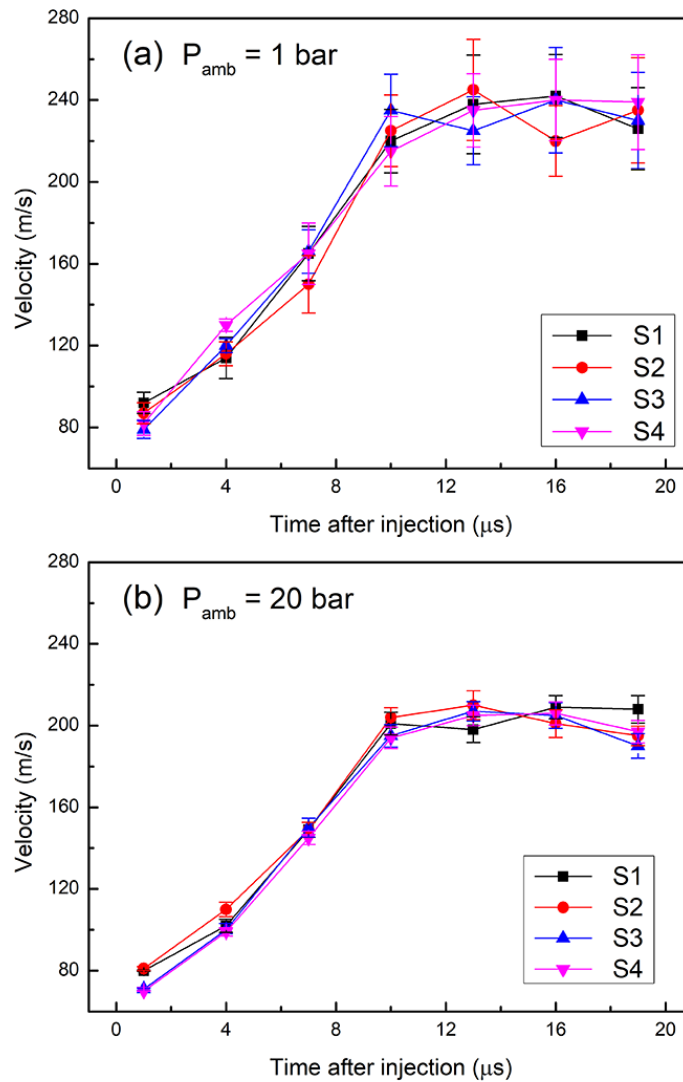 280
(a) P_amb = 1 bar
240
200
160
120
80
Velocity (m/s)
S1
S2
S3
S4
0 4 8 12 16 20
Time after injection (μs)
280
(b) P_amb = 20 bar
240
200
160
120
80
Velocity (m/s)
S1
S2
S3
S4
0 4 8 12 16 20
Time after injection (μs)